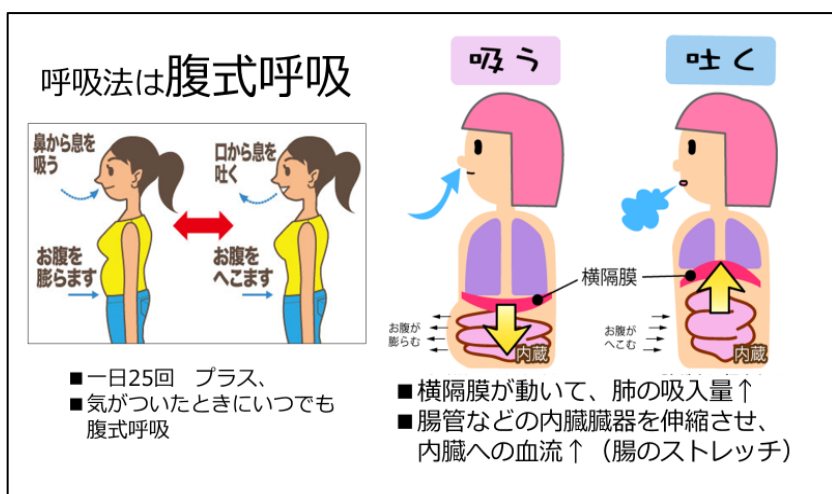 呼吸法は腹式呼吸
鼻から息を
吸う
口から息を
吐く
お腹を
膨らます
お腹を
へこます
■一日25回　プラス、
■気がついたときにいつでも
腹式呼吸
吸う
吐く
横隔膜
お腹が
膨らむ
内蔵
お腹が
へこむ
内蔵
■横隔膜が動いて、肺の吸入量↑
■腸管などの内臓臓器を伸縮させ、
内臓への血流↑（腸のストレッチ）